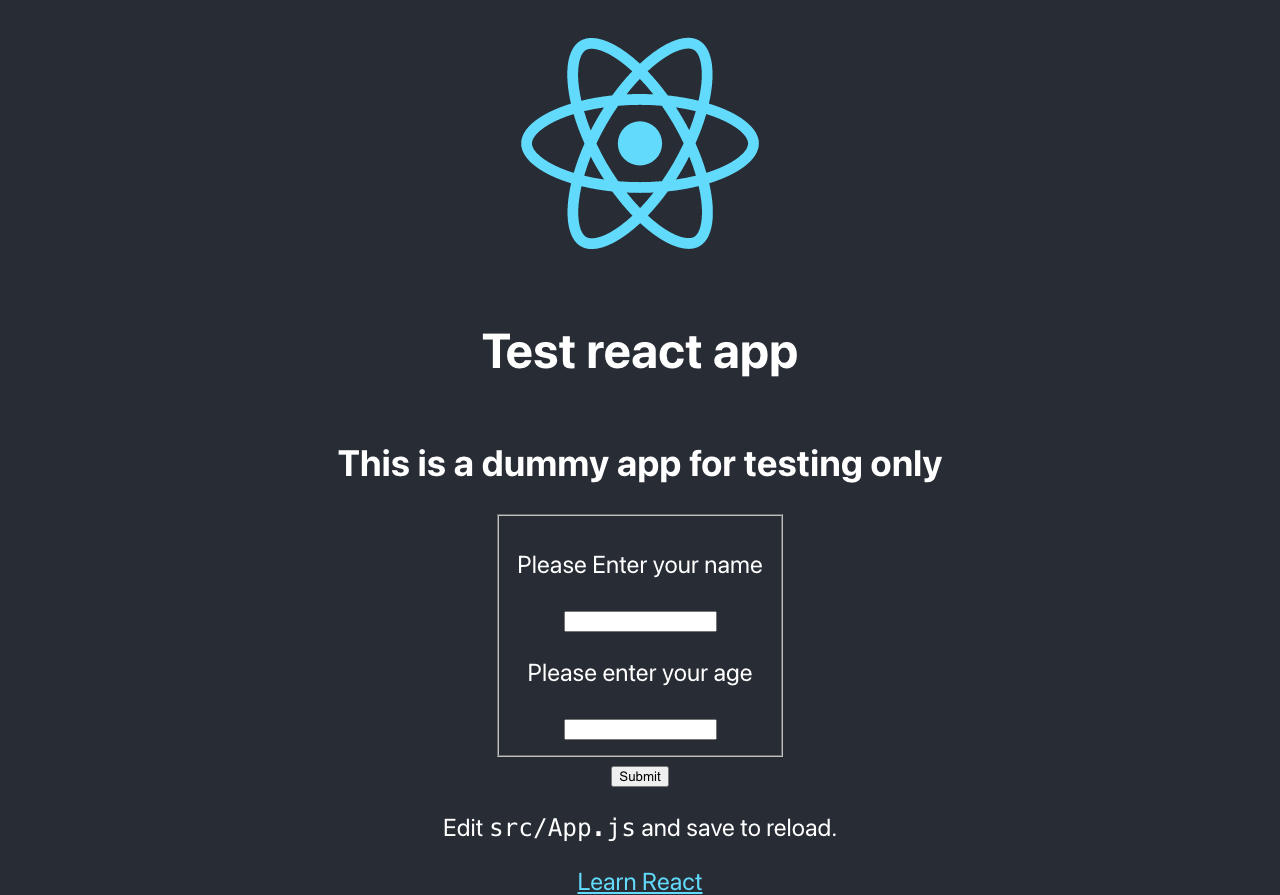 Test react app
This is a dummy app for testing only
Please Enter your name
Please enter your age
Submit
Edit src/App.js and save to reload.
Learn React